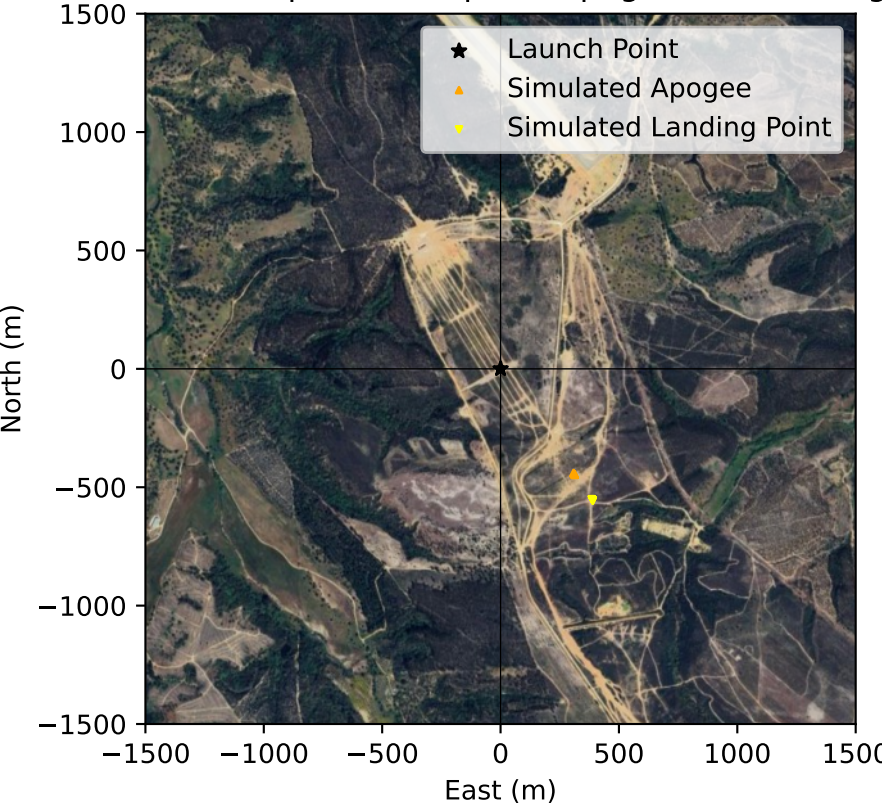 Launch Point
Simulated Apogee
Simulated Landing Point
1500
1000
500
0
−500
−1000
−1500
North (m)
−1500 −1000 −500 0 500 1000 1500
East (m)